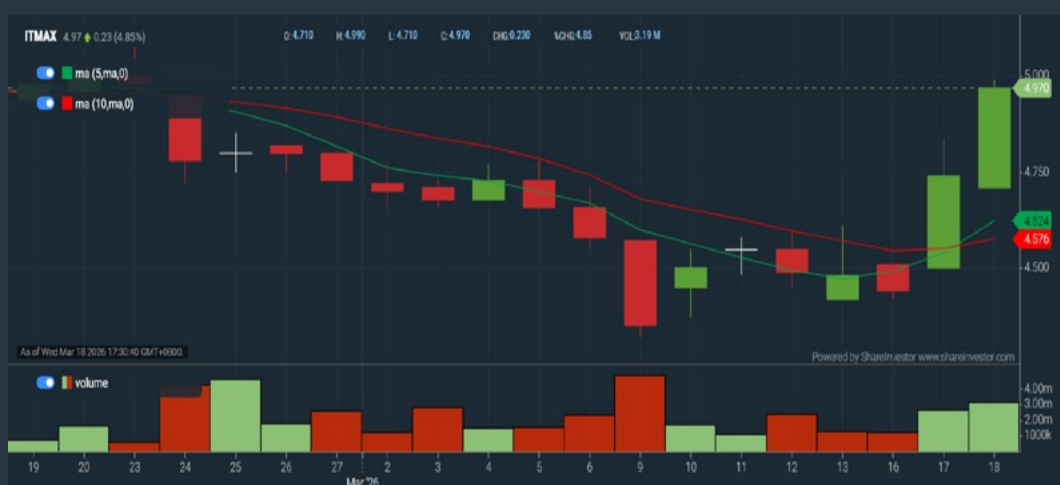 ITMAX 4.97 0.23 (4.85%) O:4.710 H:4.990 L:4.710 C:4.970 CHG:0.230 %CHG:4.85 VOL:3.19 M
ma (5,ma,0)
ma (10,ma,0)
5.000
4.970
4.750
4.624
4.576
4.500
As of Wed Mar 18 2026 17:30:40 GMT+0800.
Powered by ShareInvestor www.shareinvestor.com
volume
4.00m
3.00m
2.00m
1000k
19 20 23 24 25 26 27 2 3 4 5 6 9 10 11 12 13 16 17 18
Mar '26